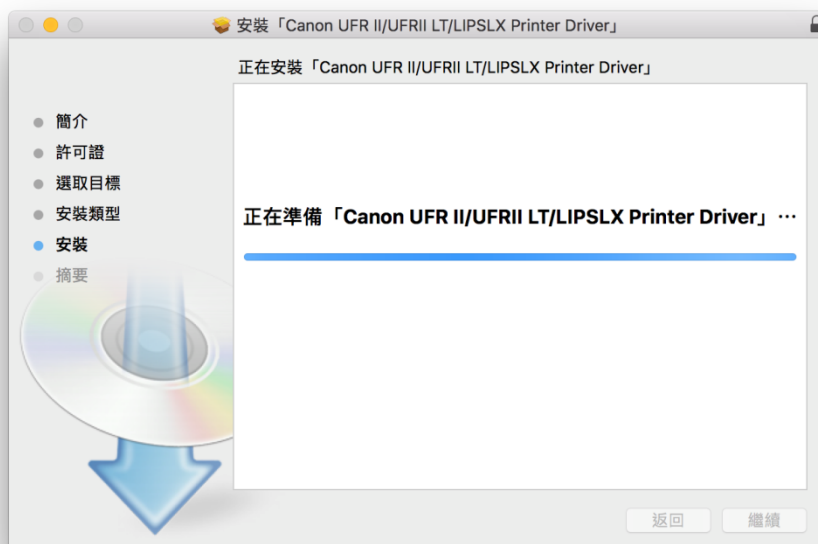 安裝「Canon UFR II/UFRII LT/LIPSLX Printer Driver」
正在安裝「Canon UFR II/UFRII LT/LIPSLX Printer Driver」
簡介
許可證
選取目標
安裝類型
安裝
摘要
正在準備「Canon UFR II/UFRII LT/LIPSLX Printer Driver」⋯
返回
繼續